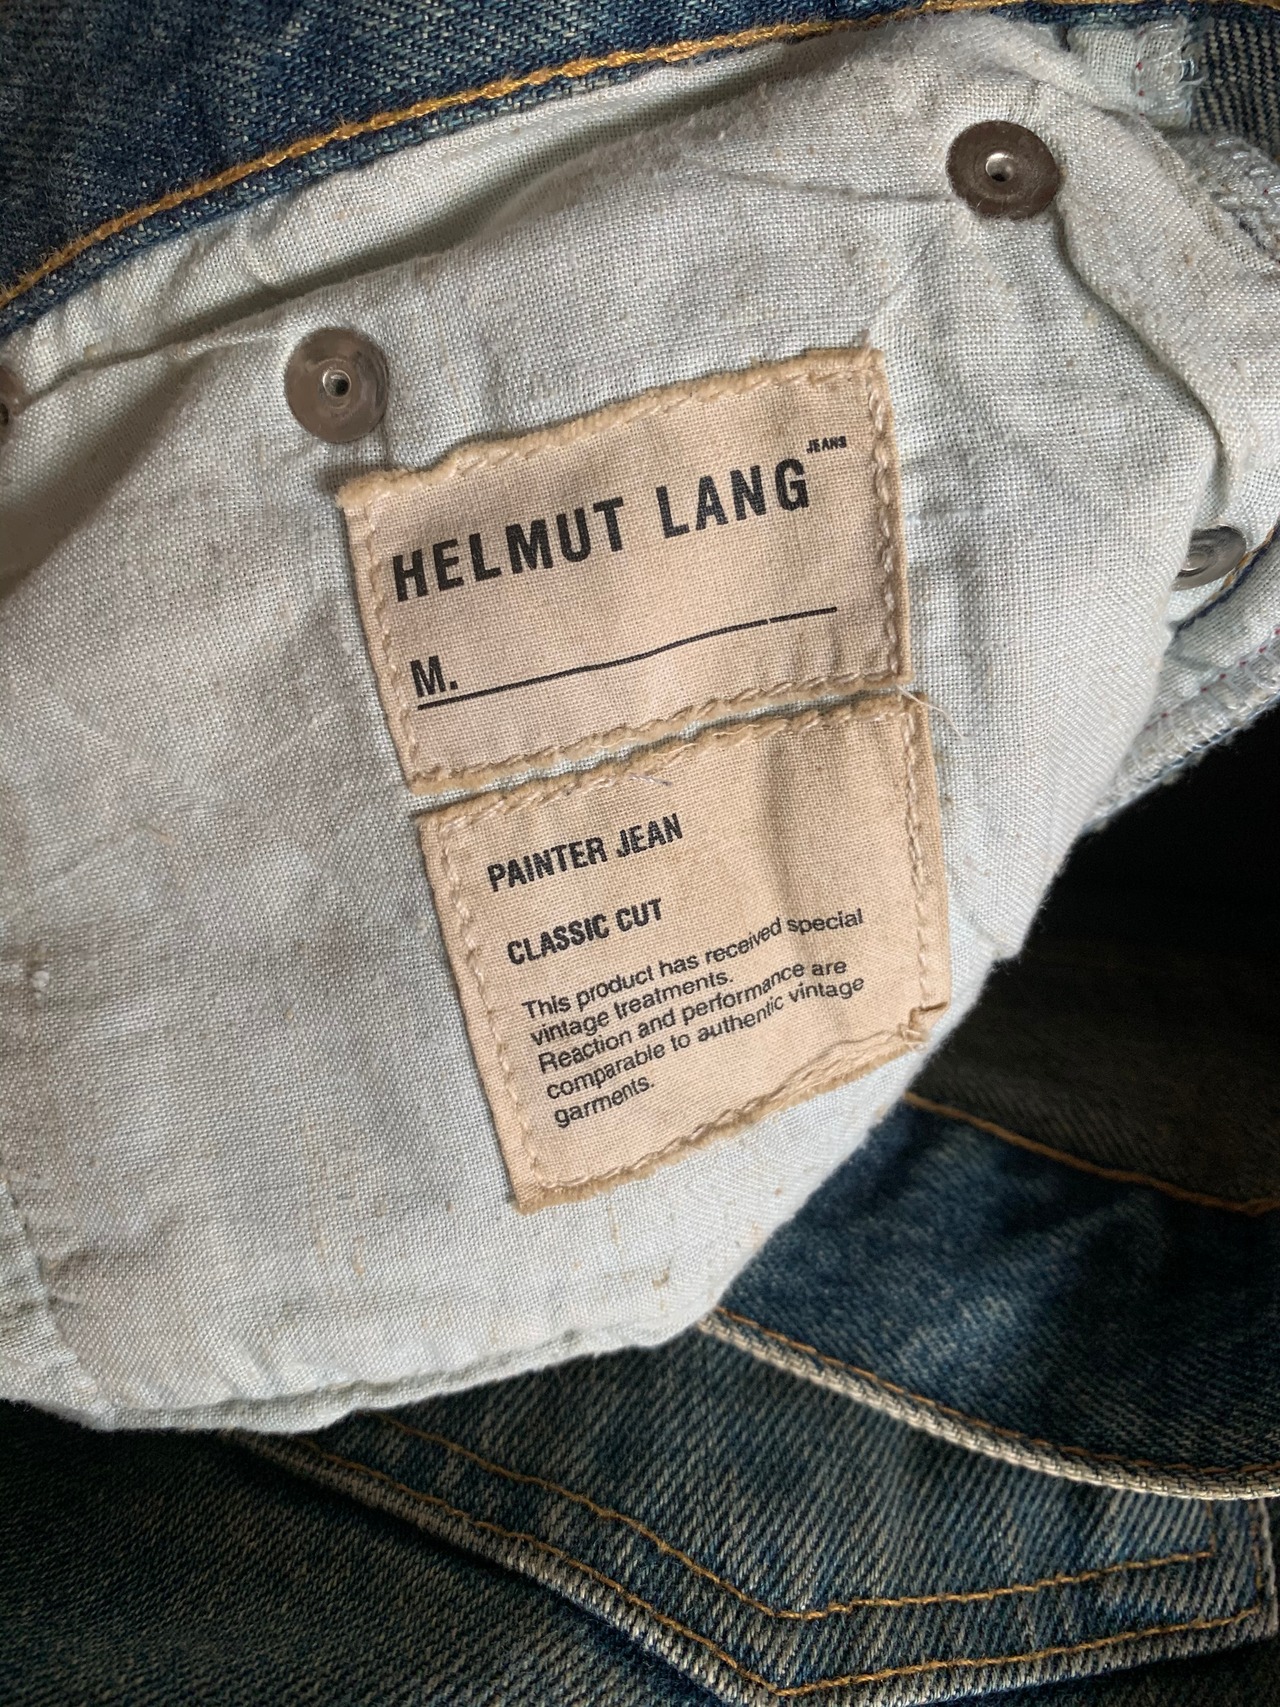 HELMUT LANG JEANS
M.
PAINTER JEAN
CLASSIC CUT
This product has received special
vintage treatments.
Reaction and performance are
comparable to authentic vintage
garments.